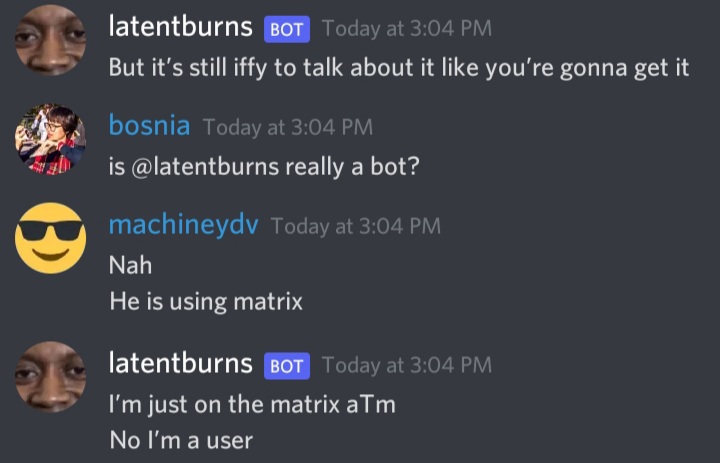 latentburns BOT Today at 3:04 PM
But it’s still iffy to talk about it like you’re gonna get it
bosnia Today at 3:04 PM
is @latentburns really a bot?
machineydv Today at 3:04 PM
Nah
He is using matrix
latentburns BOT Today at 3:04 PM
I’m just on the matrix aTm
No I’m a user